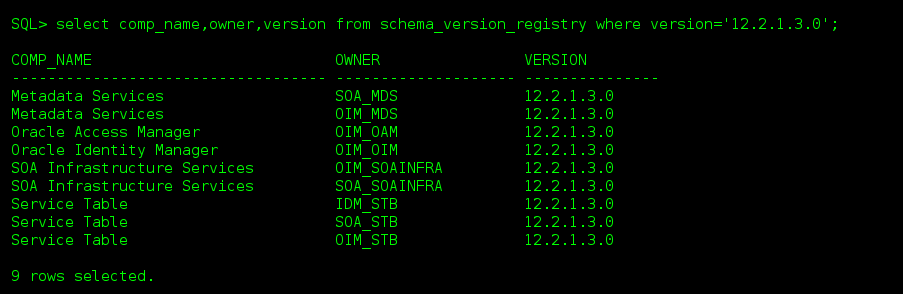 SQL> select comp_name,owner,version from schema_version_registry where version='12.2.1.3.0';
COMP_NAME                           OWNER                VERSION
----------------------------------- -------------------- ---------------
Metadata Services                   SOA_MDS              12.2.1.3.0
Metadata Services                   OIM_MDS              12.2.1.3.0
Oracle Access Manager               OIM_OAM              12.2.1.3.0
Oracle Identity Manager             OIM_OIM              12.2.1.3.0
SOA Infrastructure Services         OIM_SOAINFRA         12.2.1.3.0
SOA Infrastructure Services         SOA_SOAINFRA         12.2.1.3.0
Service Table                       IDM_STB              12.2.1.3.0
Service Table                       SOA_STB              12.2.1.3.0
Service Table                       OIM_STB              12.2.1.3.0
9 rows selected.